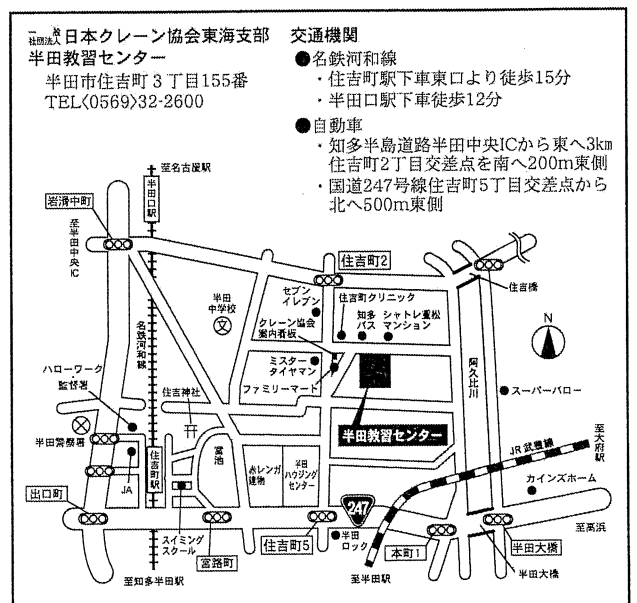 一般社団法人日本クレーン協会東海支部
半田教習センター
半田市住吉町3丁目155番
TEL〈0569〉32-2600
交通機関
●名鉄河和線
・住吉町駅下車東口より徒歩15分
・半田口駅下車徒歩12分
●自動車
・知多半島道路半田中央ICから東へ3km
住吉町2丁目交差点を南へ200m東側
・国道247号線住吉町5丁目交差点から
北へ500m東側
至名古屋駅
半田口駅
岩滑中町
至半田中央IC
名鉄河和線
半田
中学校
文
セブン
イレブン
住吉町2
住吉町クリニック
クレーン協会
案内看板
知多
バス
シャトレ重松
マンション
住吉橋
N
ミスター
タイヤマン
ファミリーマート
阿久比川
スーパーバロー
ハローワーク・
監督署
住吉神社
半田教習センター
半田警察署
住吉町駅
JA
宮池
赤レンガ
建物
半田
ハウジング
センター
JR武豊線
至大府駅
カインズホーム
出口町
スイミング
スクール
宮路町
住吉町5
247
半田
ロック
本町1
半田大橋
至高浜
半田大橋
至知多半田駅
至半田駅